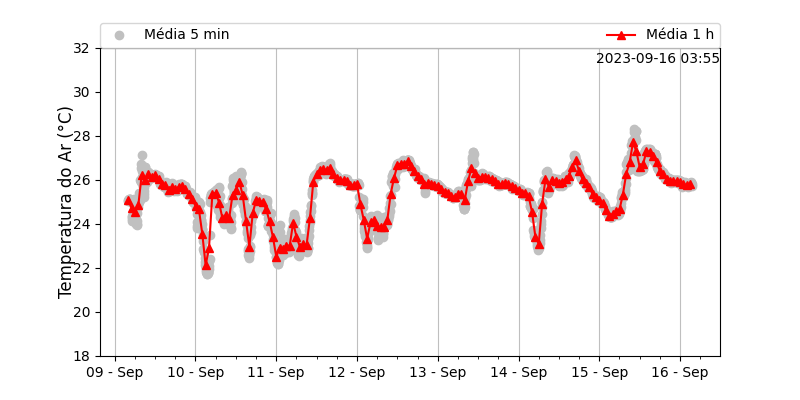 Média 5 min
Média 1 h
2023-09-16 03:55
Temperatura do Ar (°C)
32
30
28
26
24
22
20
18
09 - Sep
10 - Sep
11 - Sep
12 - Sep
13 - Sep
14 - Sep
15 - Sep
16 - Sep